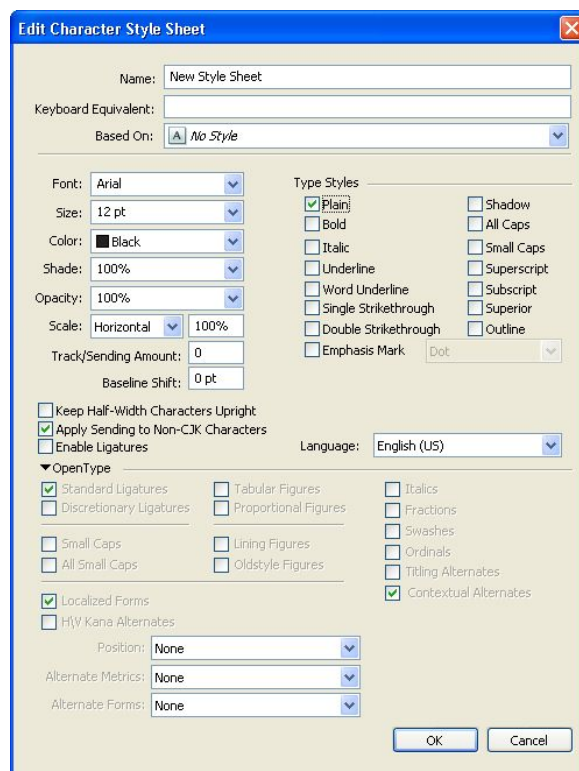 Edit Character Style Sheet
Name: New Style Sheet
Keyboard Equivalent:
Based On: A No Style
Font: Arial
Size: 12 pt
Color: Black
Shade: 100%
Opacity: 100%
Scale: Horizontal 100%
Track/Sending Amount: 0
Baseline Shift: 0 pt
Type Styles
Plain
Bold
Italic
Underline
Word Underline
Single Strikethrough
Double Strikethrough
Emphasis Mark Dot
Shadow
All Caps
Small Caps
Superscript
Subscript
Superior
Outline
Keep Half-Width Characters Upright
Apply Sending to Non-CJK Characters
Enable Ligatures
Language: English (US)
OpenType
Standard Ligatures
Discretionary Ligatures
Tabular Figures
Proportional Figures
Small Caps
All Small Caps
Lining Figures
Oldstyle Figures
Italics
Fractions
Swashes
Ordinals
Titling Alternates
Contextual Alternates
Localized Forms
H\V Kana Alternates
Position: None
Alternate Metrics: None
Alternate Forms: None
OK Cancel